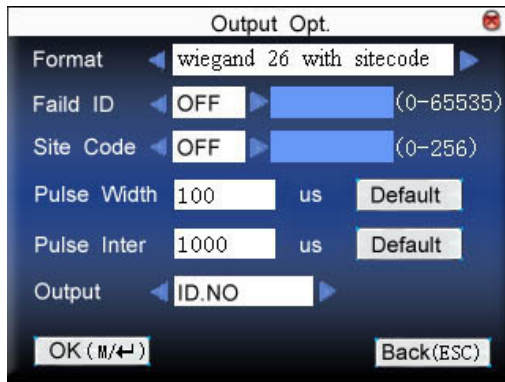 Output Opt.
Format wiegand 26 with sitecode
Faild ID OFF (0-65535)
Site Code OFF (0-256)
Pulse Width 100 us Default
Pulse Inter 1000 us Default
Output ID.NO
OK(M/↵) Back(ESC)